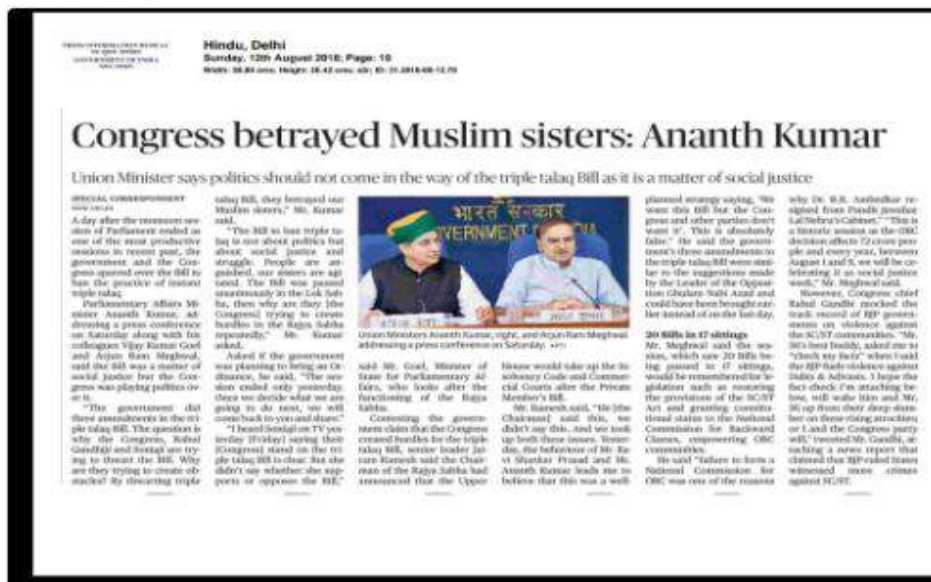 PRESS INFORMATION BUREAU
GOVERNMENT OF INDIA
Hindu, Delhi
Sunday, 12th August 2018; Page: 10
Congress betrayed Muslim sisters: Ananth Kumar
Union Minister says politics should not come in the way of the triple talaq Bill as it is a matter of social justice
SPECIAL CORRESPONDENT
NEW DELHI
A day after the monsoon ses-
sion of Parliament ended as
one of the most productive
sessions in recent past, the
government and the Con-
gress sparred over the Bill to
ban the practice of instant
triple talaq.
Parliamentary Affairs Mi-
nister Ananth Kumar, ad-
dressing a press conference
on Saturday along with his
colleagues Vijay Kumar Goel
and Arjun Ram Meghwal,
said the Bill was a matter of
social justice but the Con-
gress was playing politics ov-
er it.
"The government did
three amendments in the tri-
ple talaq Bill. The question is
why the Congress, Rahul
Gandhiji and Soniaji are try-
ing to thwart the Bill. Why
are they trying to create ob-
stacles? By thwarting triple
talaq Bill, they betrayed our
Muslim sisters," Mr. Kumar
said.
"The Bill to ban triple ta-
laq is not about politics but
about social justice and
struggle. People are an-
guished, our sisters are agi-
tated. The Bill was passed
unanimously in the Lok Sab-
ha, then why are they [the
Congress] trying to create
hurdles in the Rajya Sabha
repeatedly," Mr. Kumar
asked.
Asked if the government
was planning to bring an Or-
dinance, he said, "The ses-
sion ended only yesterday.
Once we decide what we are
going to do next, we will
come back to you and share."
"I heard Soniaji on TV yes-
terday [Friday] saying their
[Congress] stand on the tri-
ple talaq Bill is clear. But she
didn't say whether she sup-
ports or opposes the Bill,"
भारत सरकार
GOVERNMENT OF INDIA
Union Ministers Ananth Kumar, right, and Arjun Ram Meghwal
addressing a press conference on Saturday.
said Mr. Goel, Minister of
State for Parliamentary Af-
fairs, who looks after the
functioning of the Rajya
Sabha.
Contesting the govern-
ment claim that the Congress
created hurdles for the triple
talaq Bill, senior leader Jai-
ram Ramesh said the Chair-
man of the Rajya Sabha had
announced that the Upper
House would take up the In-
solvency Code and Commer-
cial Courts after the Private
Member's Bill.
Mr. Ramesh said, "He [the
Chairman] said this, we
didn't say this. And we took
up both these issues. Yester-
day, the behaviour of Mr. Ra-
vi Shankar Prasad and Mr.
Ananth Kumar leads me to
believe that this was a well-
planned strategy saying, 'We
want this Bill but the Con-
gress and other parties don't
want it'. This is absolutely
false." He said the govern-
ment's three amendments to
the triple talaq Bill were simi-
lar to the suggestions made
by the Leader of the Opposi-
tion Ghulam Nabi Azad and
could have been brought ear-
lier instead of on the last day.
20 Bills in 17 sittings
Mr. Meghwal said the ses-
sion, which saw 20 Bills be-
ing passed in 17 sittings,
would be remembered for le-
gislation such as restoring
the provisions of the SC/ST
Act and granting constitu-
tional status to the National
Commission for Backward
Classes, empowering OBC
communities.
He said "failure to form a
National Commission for
OBC was one of the reasons
why Dr. B.R. Ambedkar re-
signed from Pandit Jawahar
Lal Nehru's Cabinet." "This is
a historic session as the OBC
decision affects 72 crore peo-
ple and every year, between
August 1 and 9, we will be ce-
lebrating it as social justice
week," Mr. Meghwal said.
However, Congress chief
Rahul Gandhi mocked the
track record of BJP govern-
ments on violence against
the SC/ST communities. "Mr.
56's best buddy, asked me to
"check my facts" when I said
the BJP fuels violence against
Dalits & Adivasis. I hope the
fact check I'm attaching be-
low, will wake him and Mr.
56 up from their deep slum-
ber on these rising atrocities;
or I and the Congress party
will," tweeted Mr. Gandhi, at-
taching a news report that
claimed that BJP-ruled States
witnessed more crimes
against SC/ST.